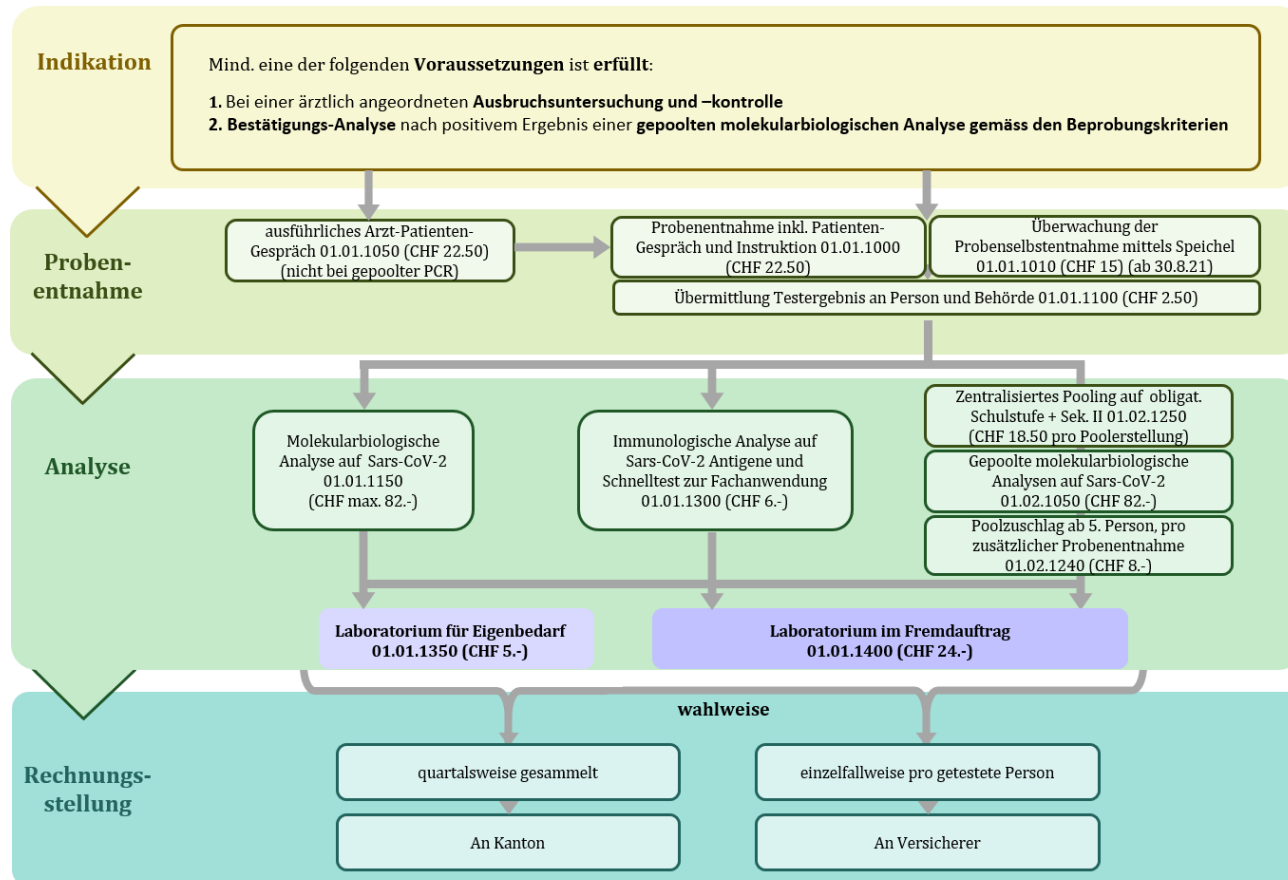 Indikation
Mind. eine der folgenden Voraussetzungen ist erfüllt:
1. Bei einer ärztlich angeordneten Ausbruchsuntersuchung und –kontrolle
2. Bestätigungs-Analyse nach positivem Ergebnis einer gepoolten molekularbiologischen Analyse gemäss den Beprobungskriterien
Proben-
entnahme
ausführliches Arzt-Patienten-
Gespräch 01.01.1050 (CHF 22.50)
(nicht bei gepoolter PCR)
Probenentnahme inkl. Patienten-
Gespräch und Instruktion 01.01.1000
(CHF 22.50)
Überwachung der
Probenselbstentnahme mittels Speichel
01.01.1010 (CHF 15) (ab 30.8.21)
Übermittlung Testergebnis an Person und Behörde 01.01.1100 (CHF 2.50)
Analyse
Molekularbiologische
Analyse auf Sars-CoV-2
01.01.1150
(CHF max. 82.-)
Immunologische Analyse auf
Sars-CoV-2 Antigene und
Schnelltest zur Fachanwendung
01.01.1300 (CHF 6.-)
Zentralisiertes Pooling auf obligat.
Schulstufe + Sek. II 01.02.1250
(CHF 18.50 pro Poolerstellung)
Gepoolte molekularbiologische
Analysen auf Sars-CoV-2
01.02.1050 (CHF 82.-)
Poolzuschlag ab 5. Person, pro
zusätzlicher Probenentnahme
01.02.1240 (CHF 8.-)
Laboratorium für Eigenbedarf
01.01.1350 (CHF 5.-)
Laboratorium im Fremdauftrag
01.01.1400 (CHF 24.-)
Rechnungs-
stellung
wahlweise
quartalsweise gesammelt
einzelfallweise pro getestete Person
An Kanton
An Versicherer